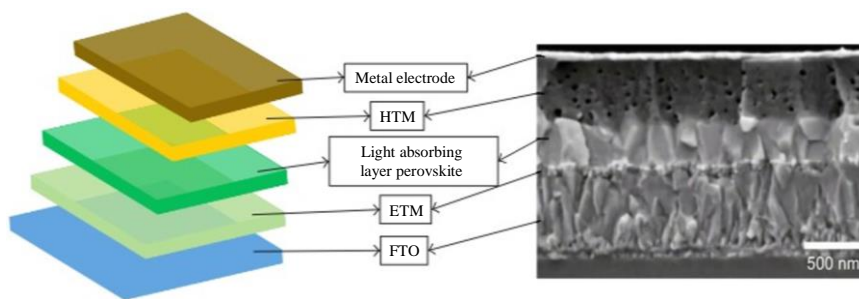 Metal electrode
HTM
Light absorbing
layer perovskite
ETM
FTO
500 nm